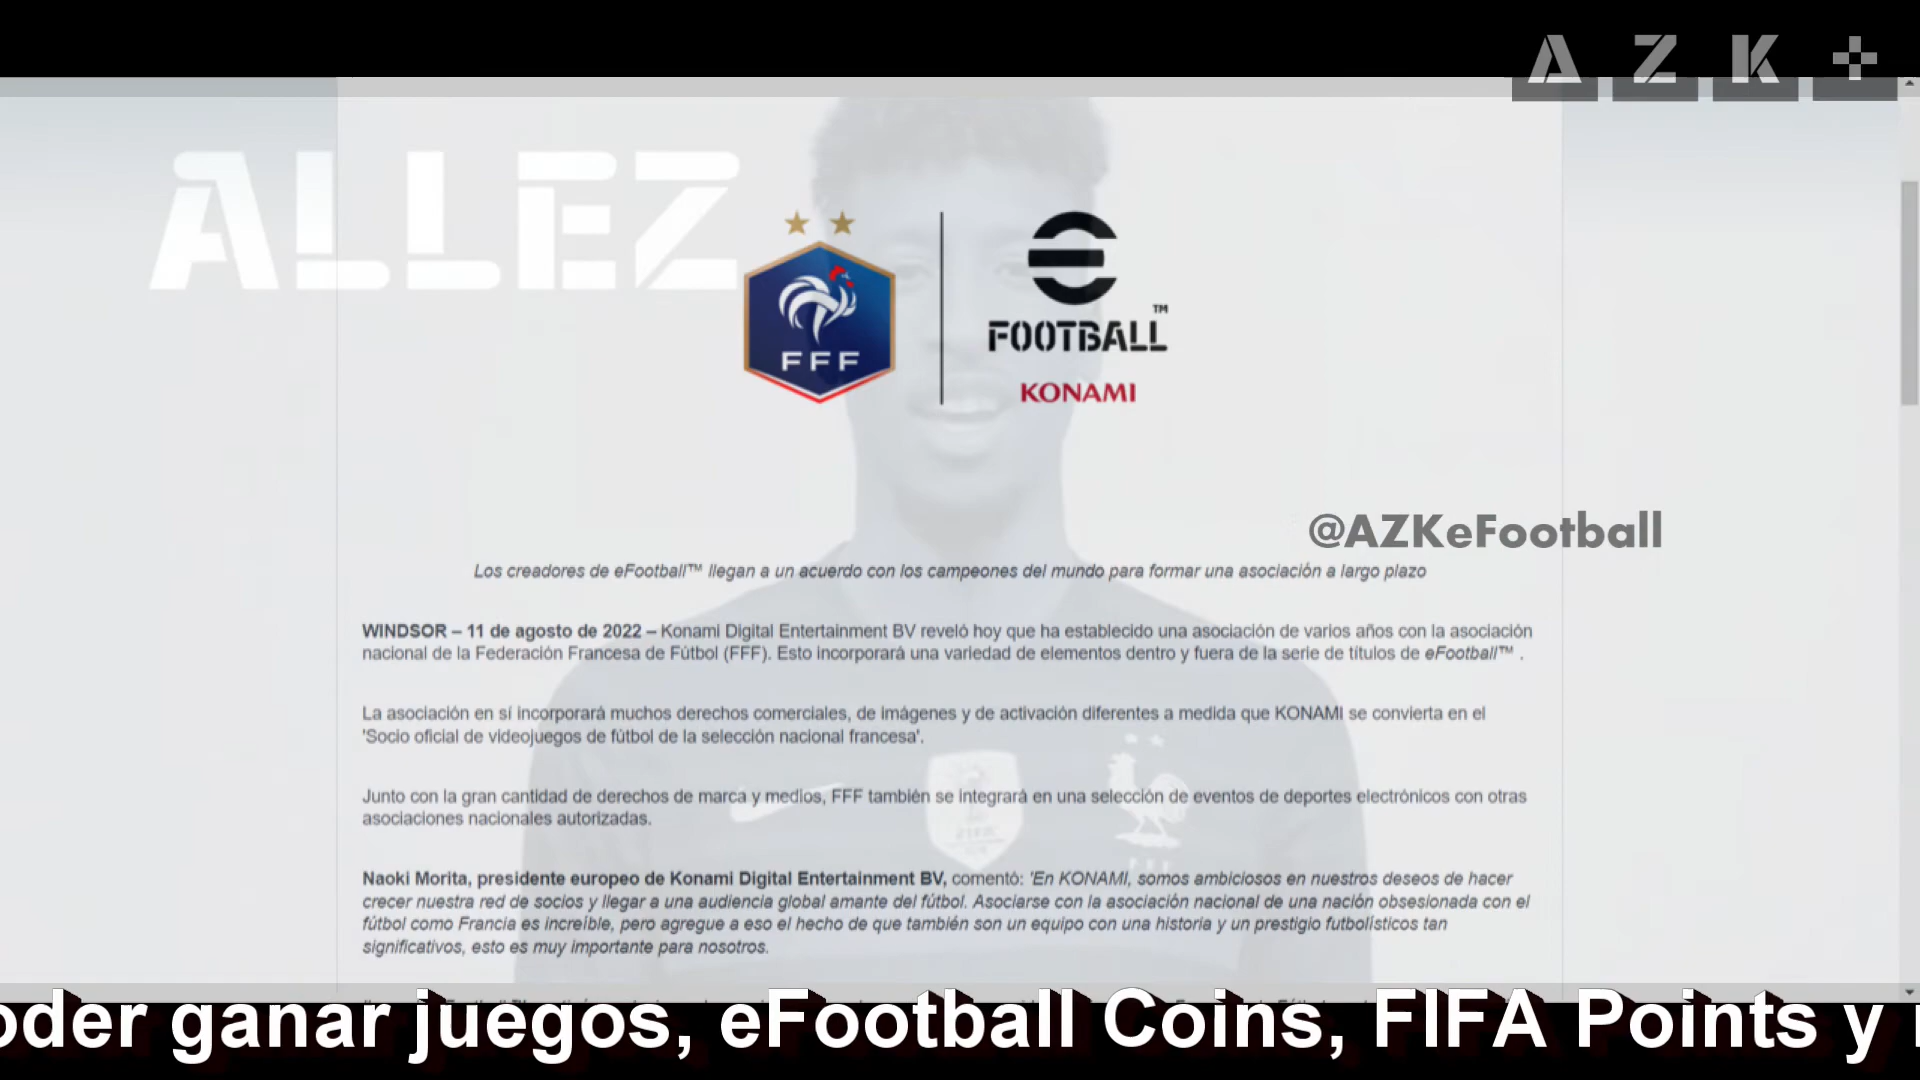 AZK+
ALLEZ
FFF
™
FOOTBALL
KONAMI
@AZKeFootball
Los creadores de eFootball™ llegan a un acuerdo con los campeones del mundo para formar una asociación a largo plazo
WINDSOR – 11 de agosto de 2022 – Konami Digital Entertainment BV reveló hoy que ha establecido una asociación de varios años con la asociación
nacional de la Federación Francesa de Fútbol (FFF). Esto incorporará una variedad de elementos dentro y fuera de la serie de títulos de eFootball™ .
La asociación en sí incorporará muchos derechos comerciales, de imágenes y de activación diferentes a medida que KONAMI se convierta en el
'Socio oficial de videojuegos de fútbol de la selección nacional francesa'.
Junto con la gran cantidad de derechos de marca y medios, FFF también se integrará en una selección de eventos de deportes electrónicos con otras
asociaciones nacionales autorizadas.
Naoki Morita, presidente europeo de Konami Digital Entertainment BV, comentó: 'En KONAMI, somos ambiciosos en nuestros deseos de hacer
crecer nuestra red de socios y llegar a una audiencia global amante del fútbol. Asociarse con la asociación nacional de una nación obsesionada con el
fútbol como Francia es increíble, pero agregue a eso el hecho de que también son un equipo con una historia y un prestigio futbolísticos tan
significativos, esto es muy importante para nosotros.
oder ganar juegos, eFootball Coins, FIFA Points y